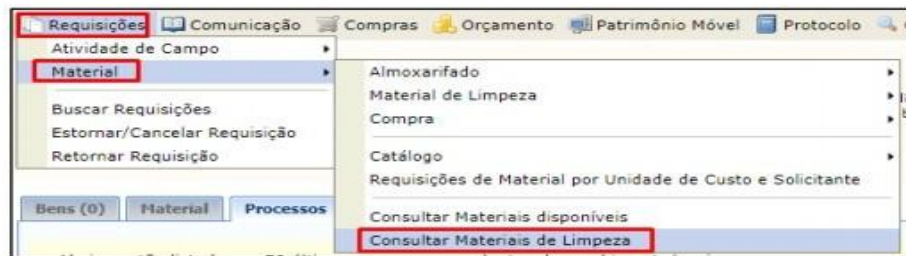 Requisições Comunicação Compras Orçamento Patrimônio Móvel Protocolo
Atividade de Campo
Material
Buscar Requisições
Estornar/Cancelar Requisição
Retornar Requisição
Almoxarifado
Material de Limpeza
Compra
Catálogo
Requisições de Material por Unidade de Custo e Solicitante
Consultar Materiais disponíveis
Consultar Materiais de Limpeza
Bens (0) Material Processos